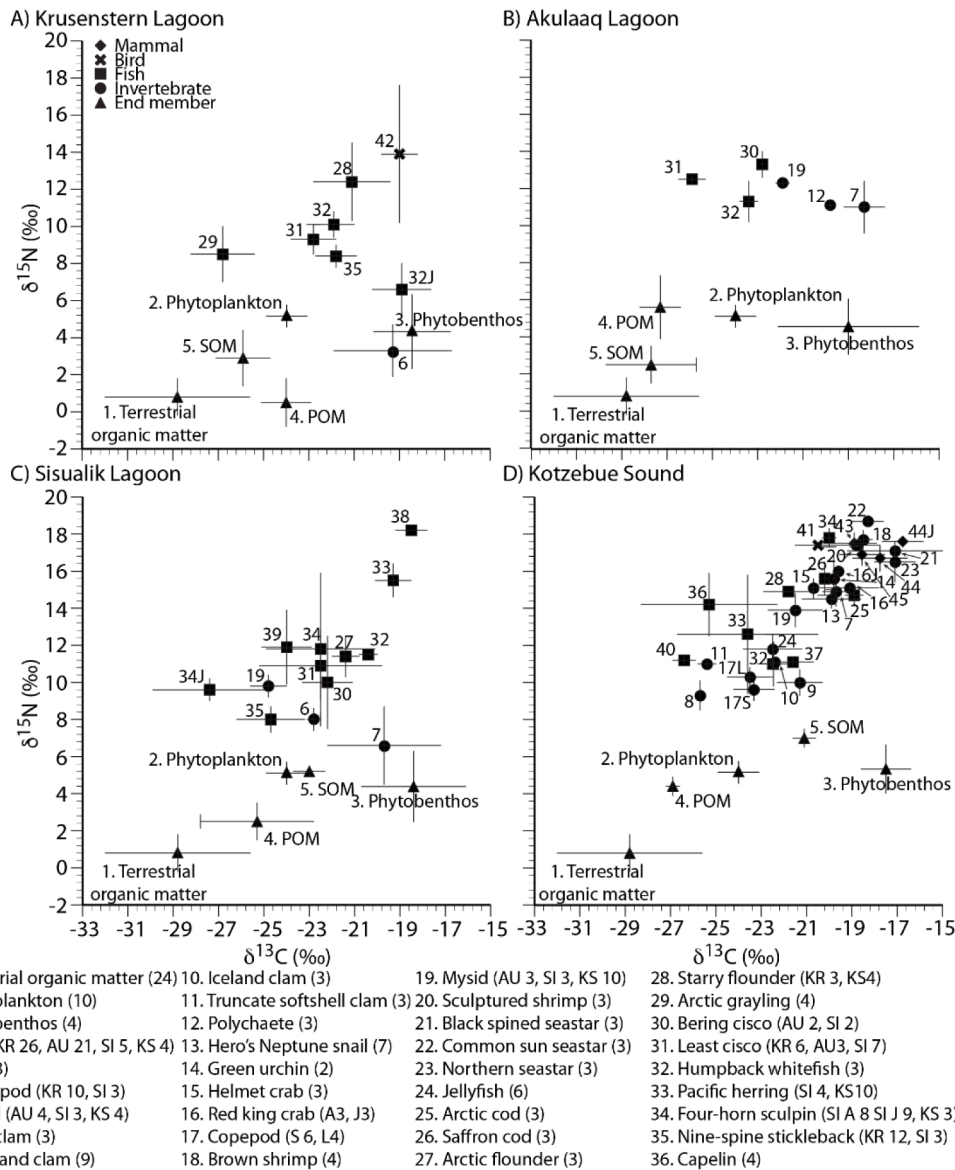 A) Krusenstern Lagoon
B) Akulaaq Lagoon
20
18
16
14
12
10
8
6
4
2
0
-2
δ15N (‰)
Mammal
Bird
Fish
Invertebrate
End member
42
28
32
31
35
29
32J
2. Phytoplankton
3. Phytobenthos
5. SOM
6
4. POM
1. Terrestrial
organic matter
30
31
19
32
12
7
4. POM
2. Phytoplankton
3. Phytobenthos
5. SOM
1. Terrestrial
organic matter
C) Sisualik Lagoon
D) Kotzebue Sound
20
18
16
14
12
10
8
6
4
2
0
-2
δ15N (‰)
38
33
39
34
27
32
34J
19
31
30
35
6
7
2. Phytoplankton
5. SOM
3. Phytobenthos
4. POM
1. Terrestrial
organic matter
22
34
43
18
44J
41
20
21
26
23
15
16J
14
44
28
45
16
36
25
13
7
19
33
24
40
11
32
37
17L
10
8
17S
9
5. SOM
2. Phytoplankton
3. Phytobenthos
4. POM
1. Terrestrial
organic matter
-33 -31 -29 -27 -25 -23 -21 -19 -17 -15
-33 -31 -29 -27 -25 -23 -21 -19 -17 -15
δ13C (‰)
δ13C (‰)
rial organic matter (24) 10. Iceland clam (3) 19. Mysid (AU 3, SI 3, KS 10) 28. Starry flounder (KR 3, KS4)
plankton (10) 11. Truncate softshell clam (3) 20. Sculptured shrimp (3) 29. Arctic grayling (4)
benthos (4) 12. Polychaete (3) 21. Black spined seastar (3) 30. Bering cisco (AU 2, SI 2)
KR 26, AU 21, SI 5, KS 4) 13. Hero's Neptune snail (7) 22. Common sun seastar (3) 31. Least cisco (KR 6, AU3, SI 7)
3) 14. Green urchin (2) 23. Northern seastar (3) 32. Humpback whitefish (3)
pod (KR 10, SI 3) 15. Helmet crab (3) 24. Jellyfish (6) 33. Pacific herring (SI 4, KS10)
(AU 4, SI 3, KS 4) 16. Red king crab (A3, J3) 25. Arctic cod (3) 34. Four-horn sculpin (SI A 8 SI J 9, KS 3)
clam (3) 17. Copepod (S 6, L4) 26. Saffron cod (3) 35. Nine-spine stickleback (KR 12, SI 3)
and clam (9) 18. Brown shrimp (4) 27. Arctic flounder (3) 36. Capelin (4)